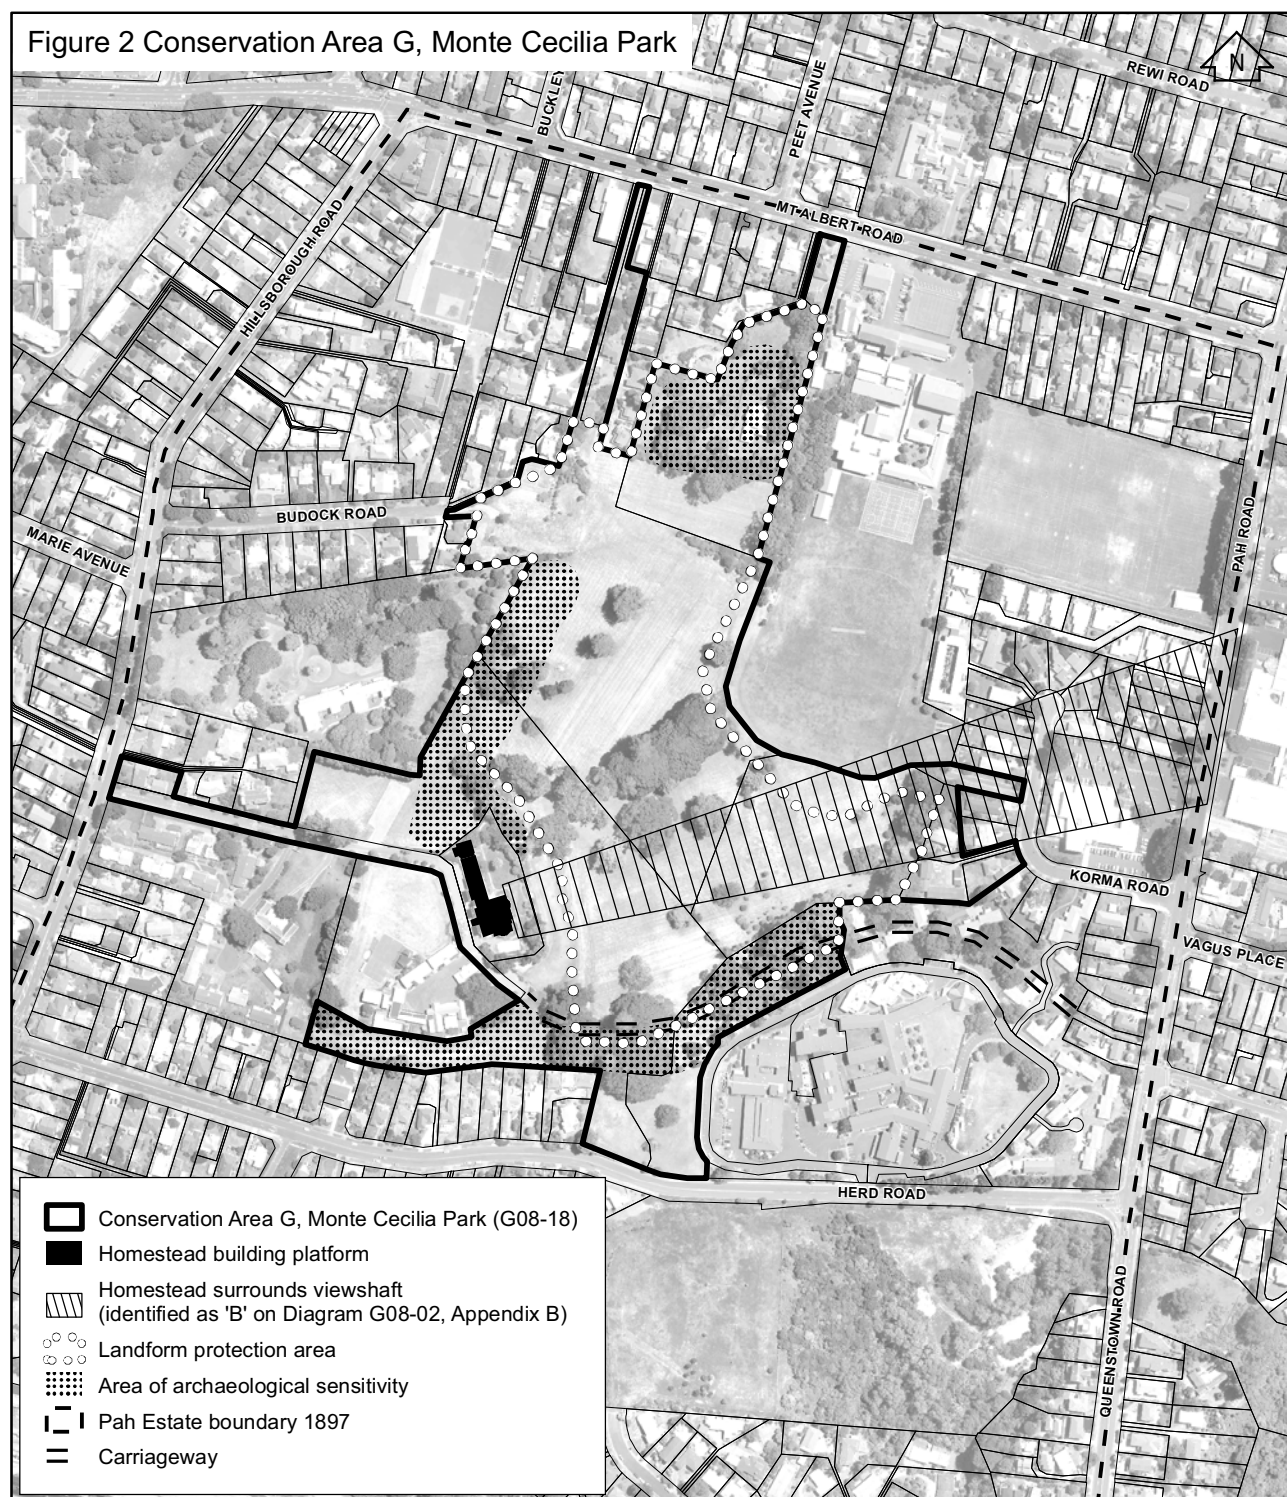 Figure 2 Conservation Area G, Monte Cecilia Park
N
REWI ROAD
BUCKLEY
PEET AVENUE
MT ALBERT ROAD
HILLSBOROUGH ROAD
BUDOCK ROAD
MARIE AVENUE
PAH ROAD
KORMA ROAD
VAGUS PLACE
HERD ROAD
QUEENSTOWN ROAD
Conservation Area G, Monte Cecilia Park (G08-18)
Homestead building platform
Homestead surrounds viewshaft
(identified as 'B' on Diagram G08-02, Appendix B)
Landform protection area
Area of archaeological sensitivity
Pah Estate boundary 1897
Carriageway